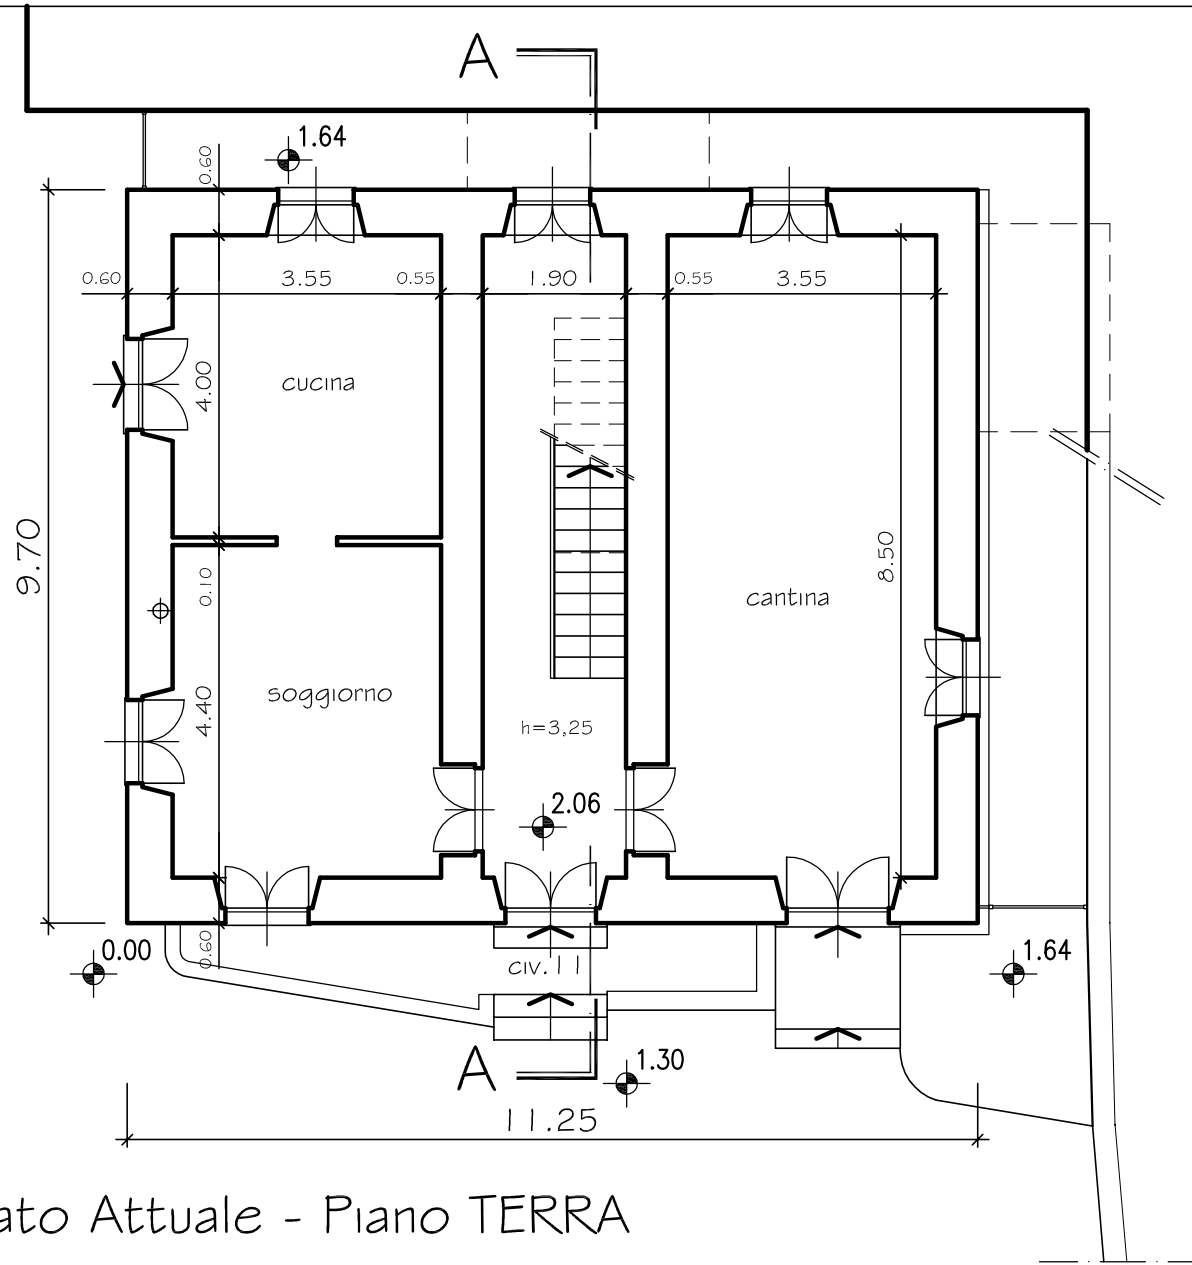 A
1.64
0.60
0.60 3.55 0.55 1.90 0.55 3.55
4.00
cucina
9.70
8.50
0.10
cantina
4.40
soggiorno
h=3,25
2.06
0.00
0.60
civ.11
1.64
A
1.30
11.25
ato Attuale - Piano TERRA